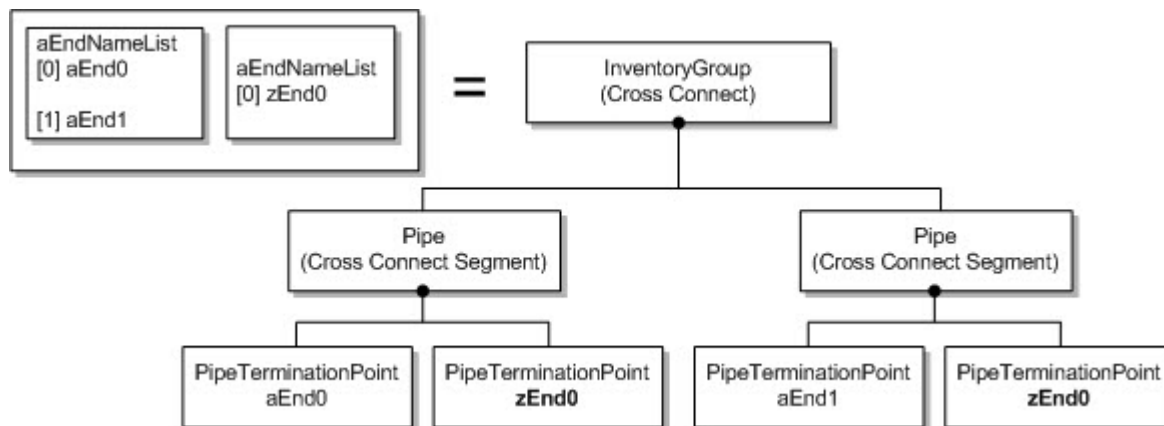 aEndNameList
[0] aEnd0
[1] aEnd1
aEndNameList
[0] zEnd0
=
InventoryGroup
(Cross Connect)
Pipe
(Cross Connect Segment)
Pipe
(Cross Connect Segment)
PipeTerminationPoint
aEnd0
PipeTerminationPoint
zEnd0
PipeTerminationPoint
aEnd1
PipeTerminationPoint
zEnd0